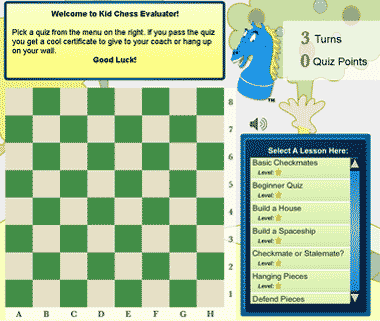 Welcome to Kid Chess Evaluator!
Pick a quiz from the menu on the right. If you pass the quiz
you get a cool certificate to give to your coach or hang up
on your wall.
Good Luck!
3 Turns
0 Quiz Points
TM
8
7
6
5
4
3
2
1
A B C D E F G H
Select A Lesson Here:
Basic Checkmates
Level:
Beginner Quiz
Level:
Build a House
Level:
Build a Spaceship
Level:
Checkmate or Stalemate?
Level:
Hanging Pieces
Level:
Defend Pieces